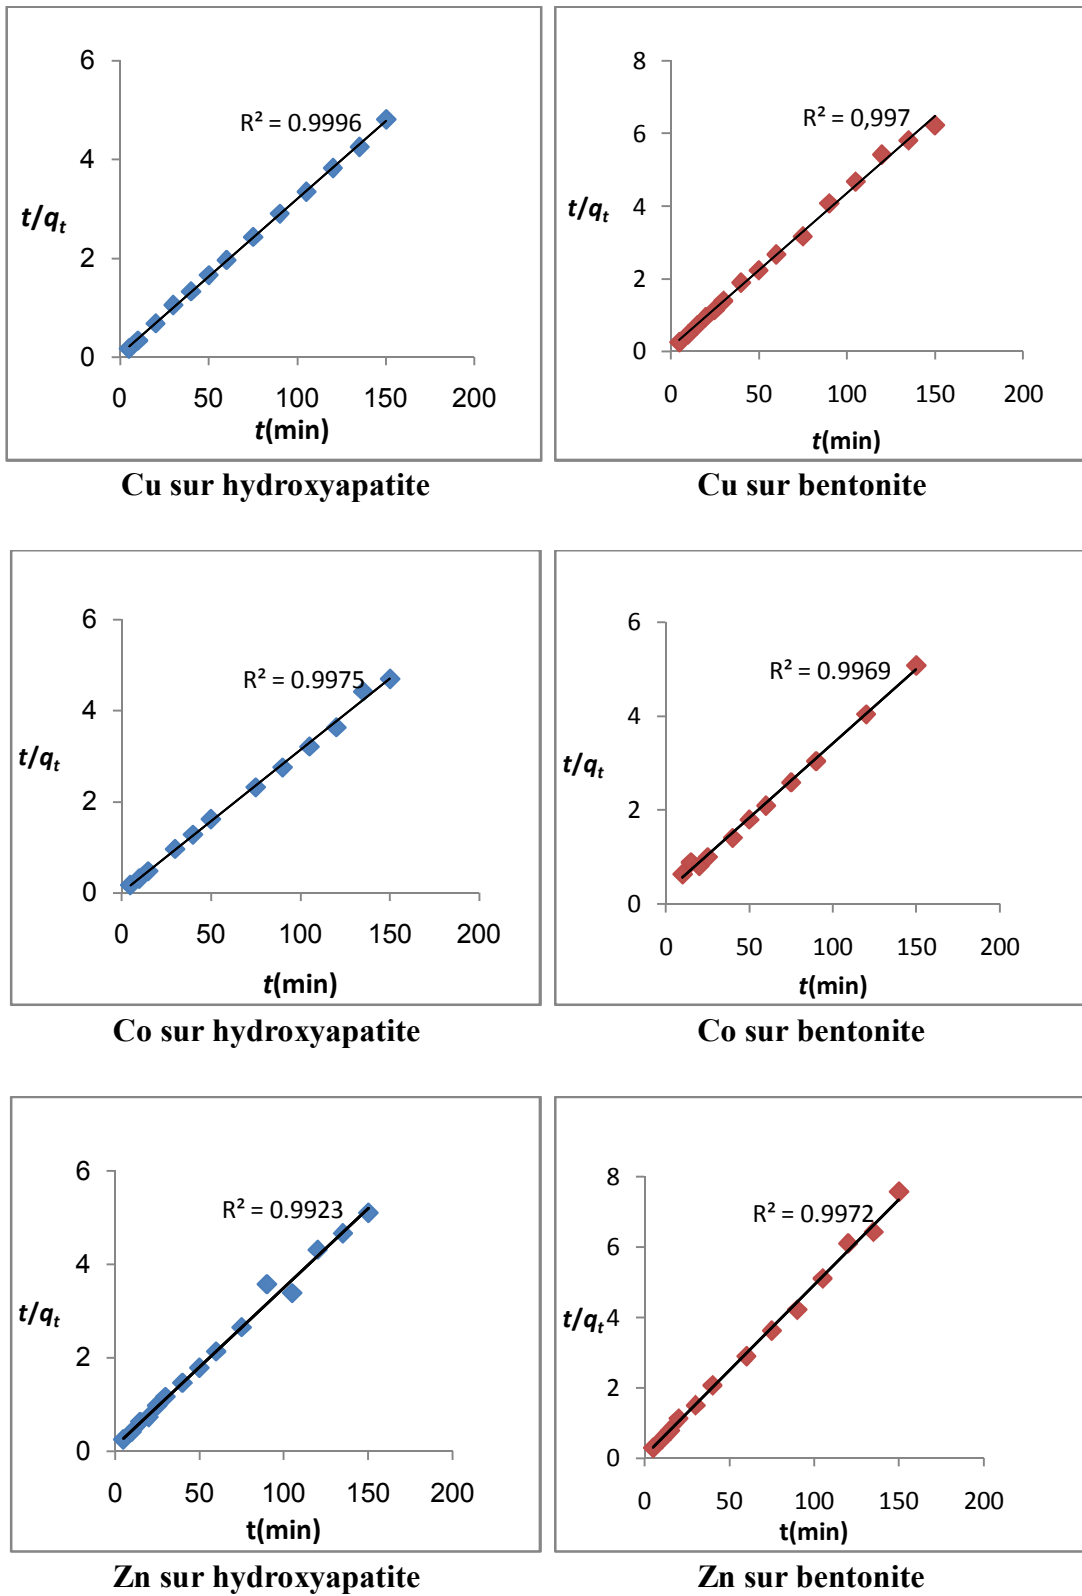 6
4
2
0
t/qt
R² = 0.9996
0 50 100 150 200
t(min)
Cu sur hydroxyapatite
8
6
4
2
0
t/qt
R² = 0,997
0 50 100 150 200
t(min)
Cu sur bentonite
6
4
2
0
t/qt
R² = 0.9975
0 50 100 150 200
t(min)
Co sur hydroxyapatite
6
4
2
0
t/qt
R² = 0.9969
0 50 100 150 200
t(min)
Co sur bentonite
6
4
2
0
t/qt
R² = 0.9923
0 50 100 150 200
t(min)
Zn sur hydroxyapatite
8
6
4
2
0
t/qt
R² = 0.9972
0 50 100 150 200
t(min)
Zn sur bentonite